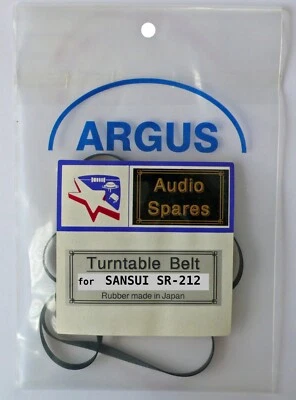 ARGUS
Audio
Spares
Turntable Belt
for SANSUI SR-212
Rubber made in Japan